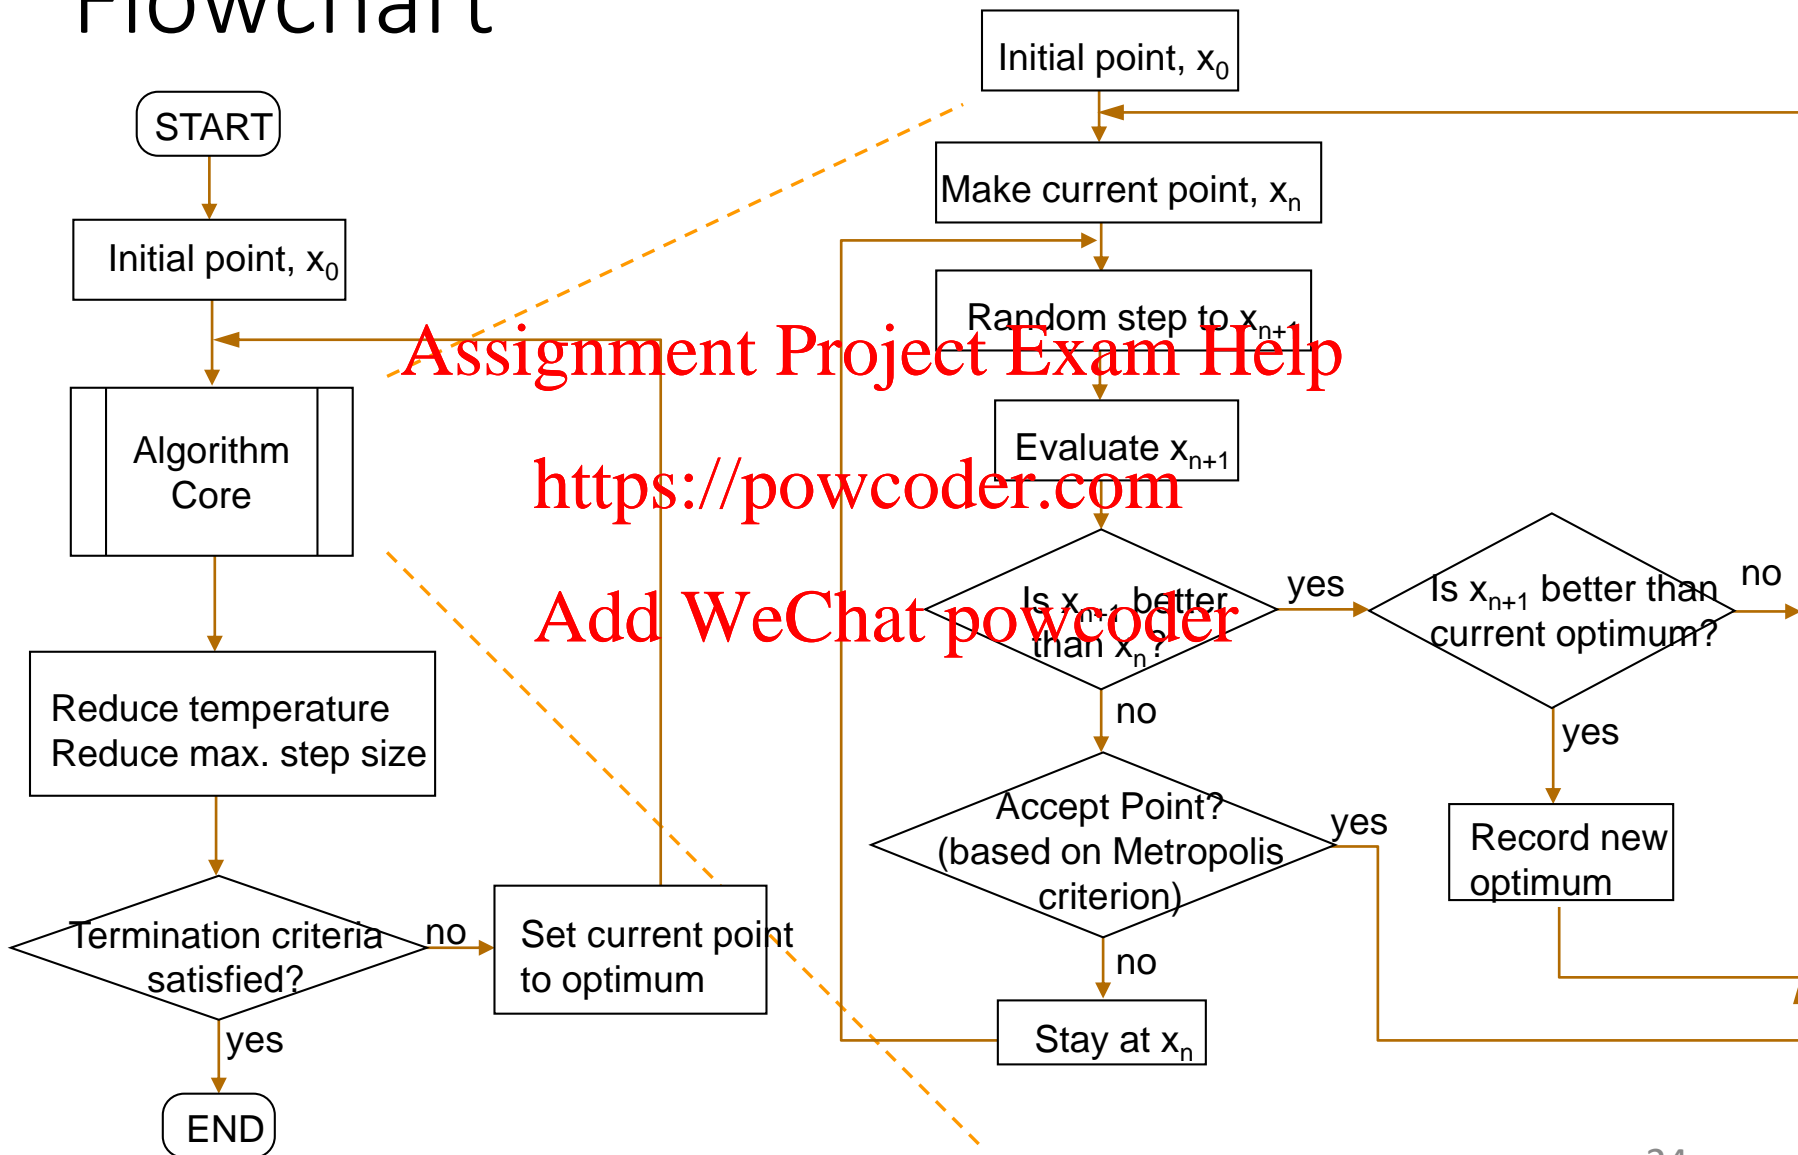 Flowchart
START
Initial point, x0
Algorithm
Core
Reduce temperature
Reduce max. step size
Termination criteria
satisfied?
no
yes
END
Set current point
to optimum
Initial point, x0
Make current point, xn
Random step to xn+1
Evaluate xn+1
Is xn+1 better
than xn?
yes
no
Is xn+1 better than
current optimum?
no
yes
Record new
optimum
Accept Point?
(based on Metropolis
criterion)
yes
no
Stay at xn
Assignment Project Exam Help
https://powcoder.com
Add WeChat powcoder